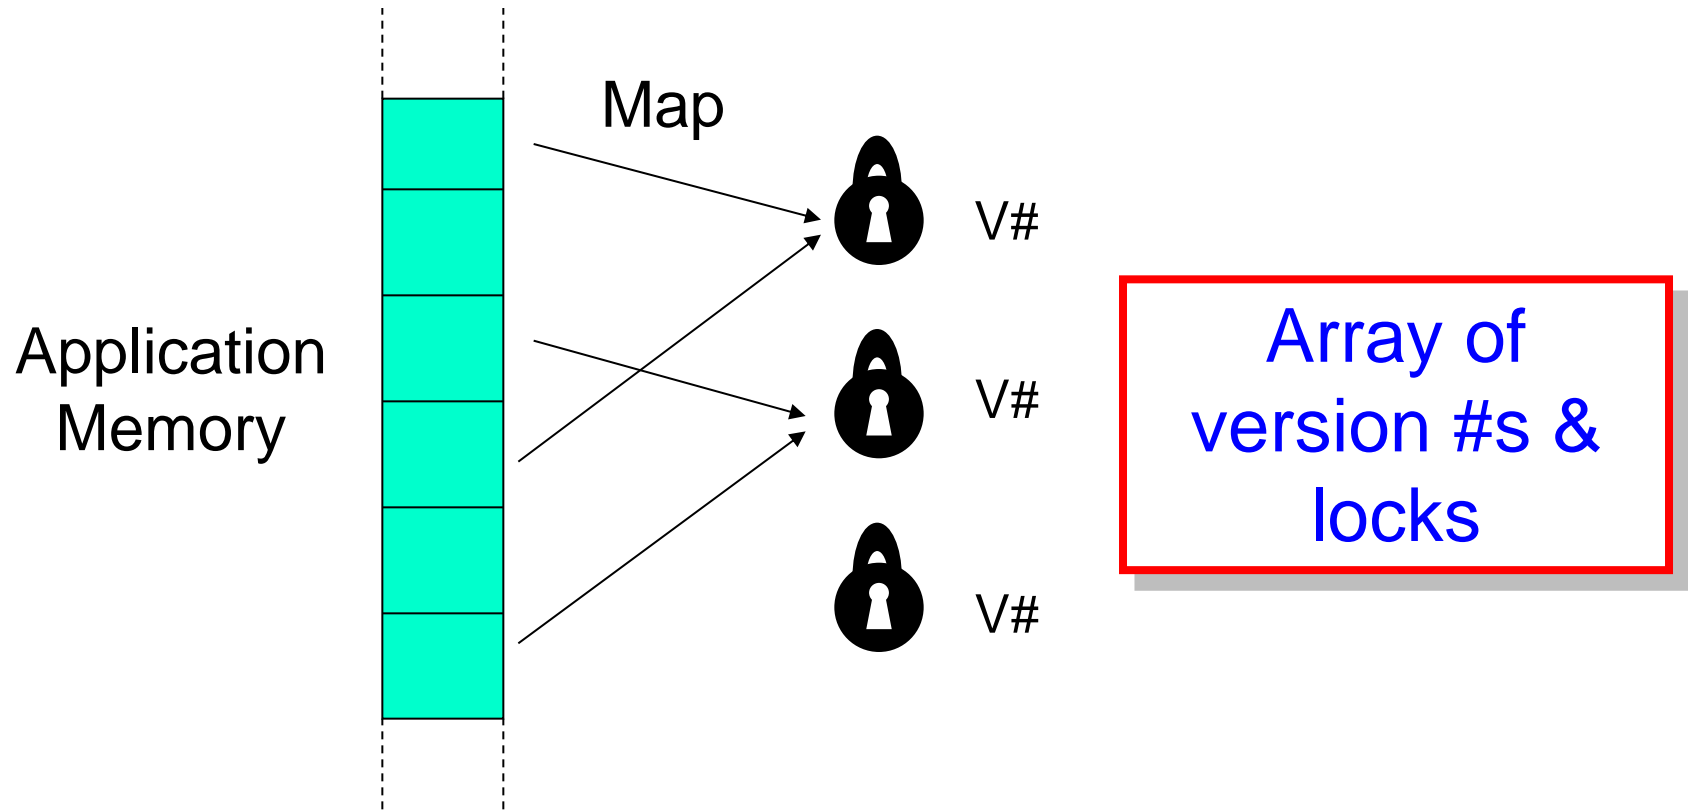 Map
V#
Application
Memory
V#
V#
Array of
version #s &
locks